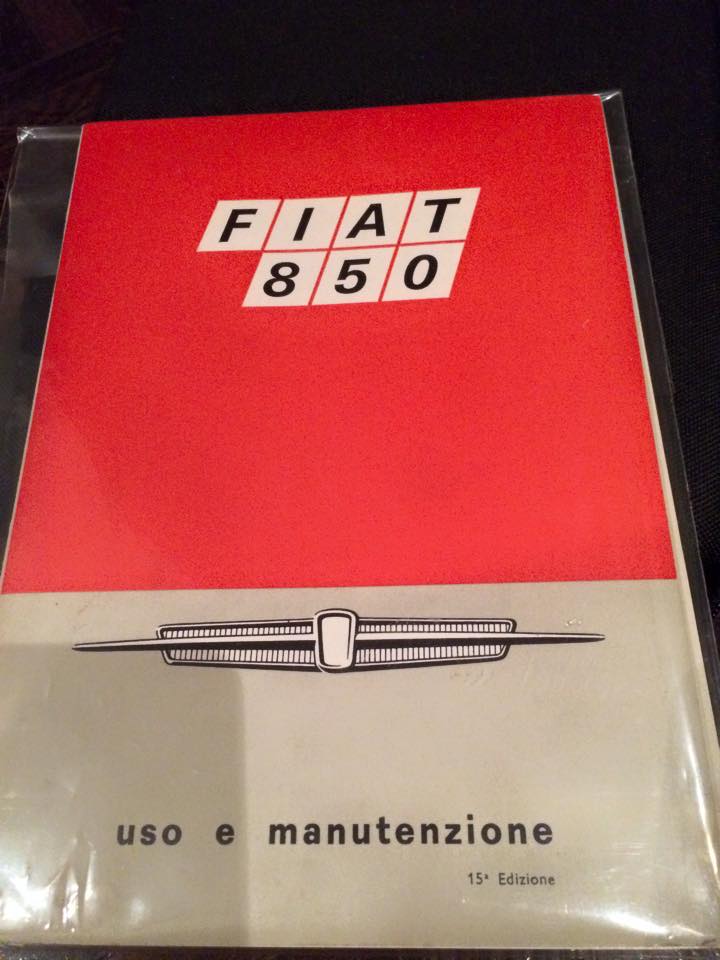 FIAT
850
uso e manutenzione
15ª Edizione